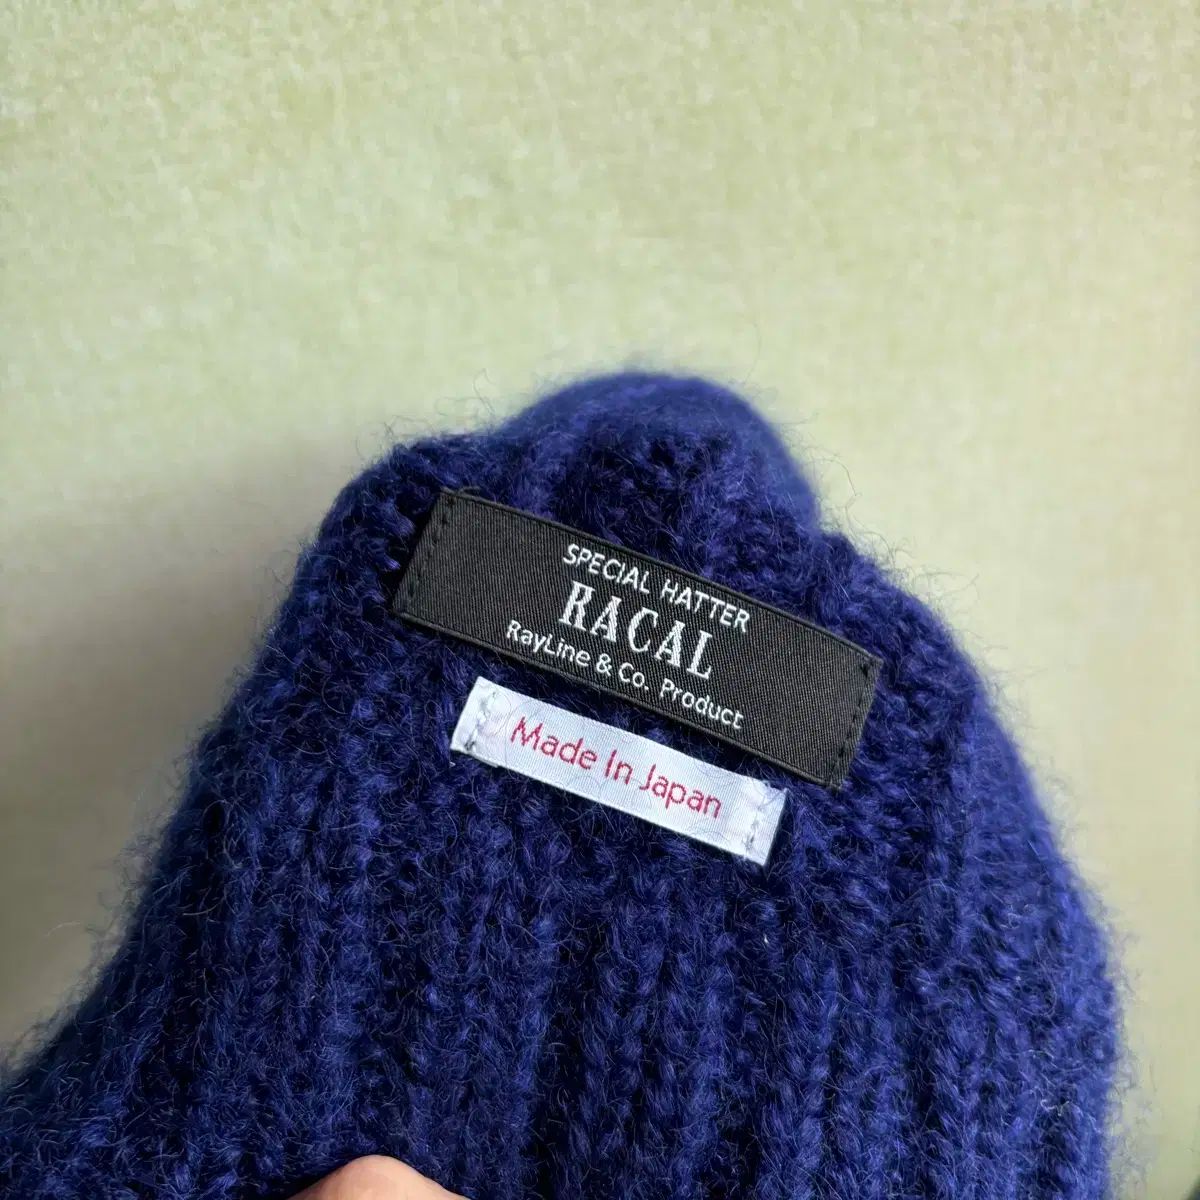 SPECIAL HATTER
RACAL
RayLine & Co. Product
Made In Japan